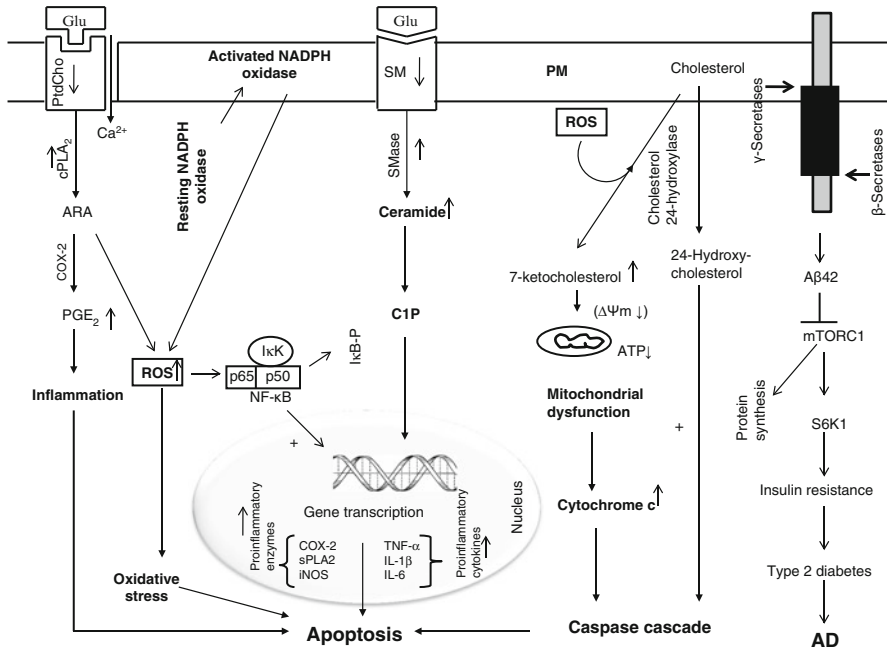 Glu
Glu
PtdCho
Ca2+
Activated NADPH
oxidase
SM
PM
Cholesterol
ROS
γ-Secretases
β-Secretases
cPLA2
Resting NADPH
oxidase
SMase
Cholesterol
24-hydroxylase
ARA
Ceramide
COX-2
7-ketocholesterol
24-Hydroxy-
cholesterol
Aβ42
PGE2
C1P
(ΔΨm ↓)
ATP↓
mTORC1
IκK
IκB-P
ROS
p65
p50
NF-κB
Inflammation
Mitochondrial
dysfunction
Protein
synthesis
S6K1
+
+
Gene transcription
Nucleus
Cytochrome c
Insulin resistance
Proinflammatory
enzymes
COX-2
sPLA2
iNOS
TNF-α
IL-1β
IL-6
Proinflammatory
cytokines
Oxidative
stress
Type 2 diabetes
Apoptosis
Caspase cascade
AD